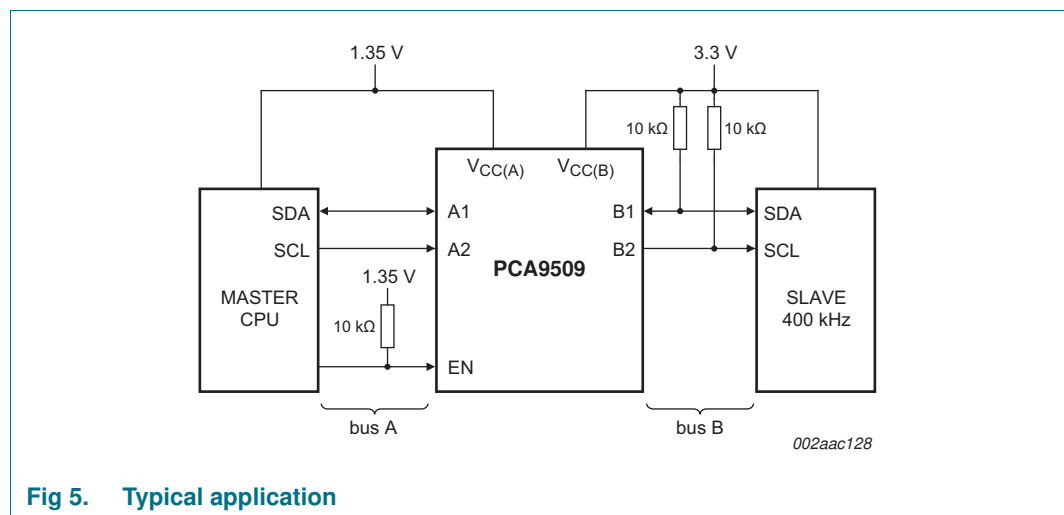 1.35 V
3.3 V
10 kΩ
10 kΩ
VCC(A)
VCC(B)
SDA
A1
B1
SDA
SCL
A2
B2
SCL
PCA9509
1.35 V
MASTER
CPU
SLAVE
400 kHz
10 kΩ
EN
bus A
bus B
002aac128
Fig 5. Typical application